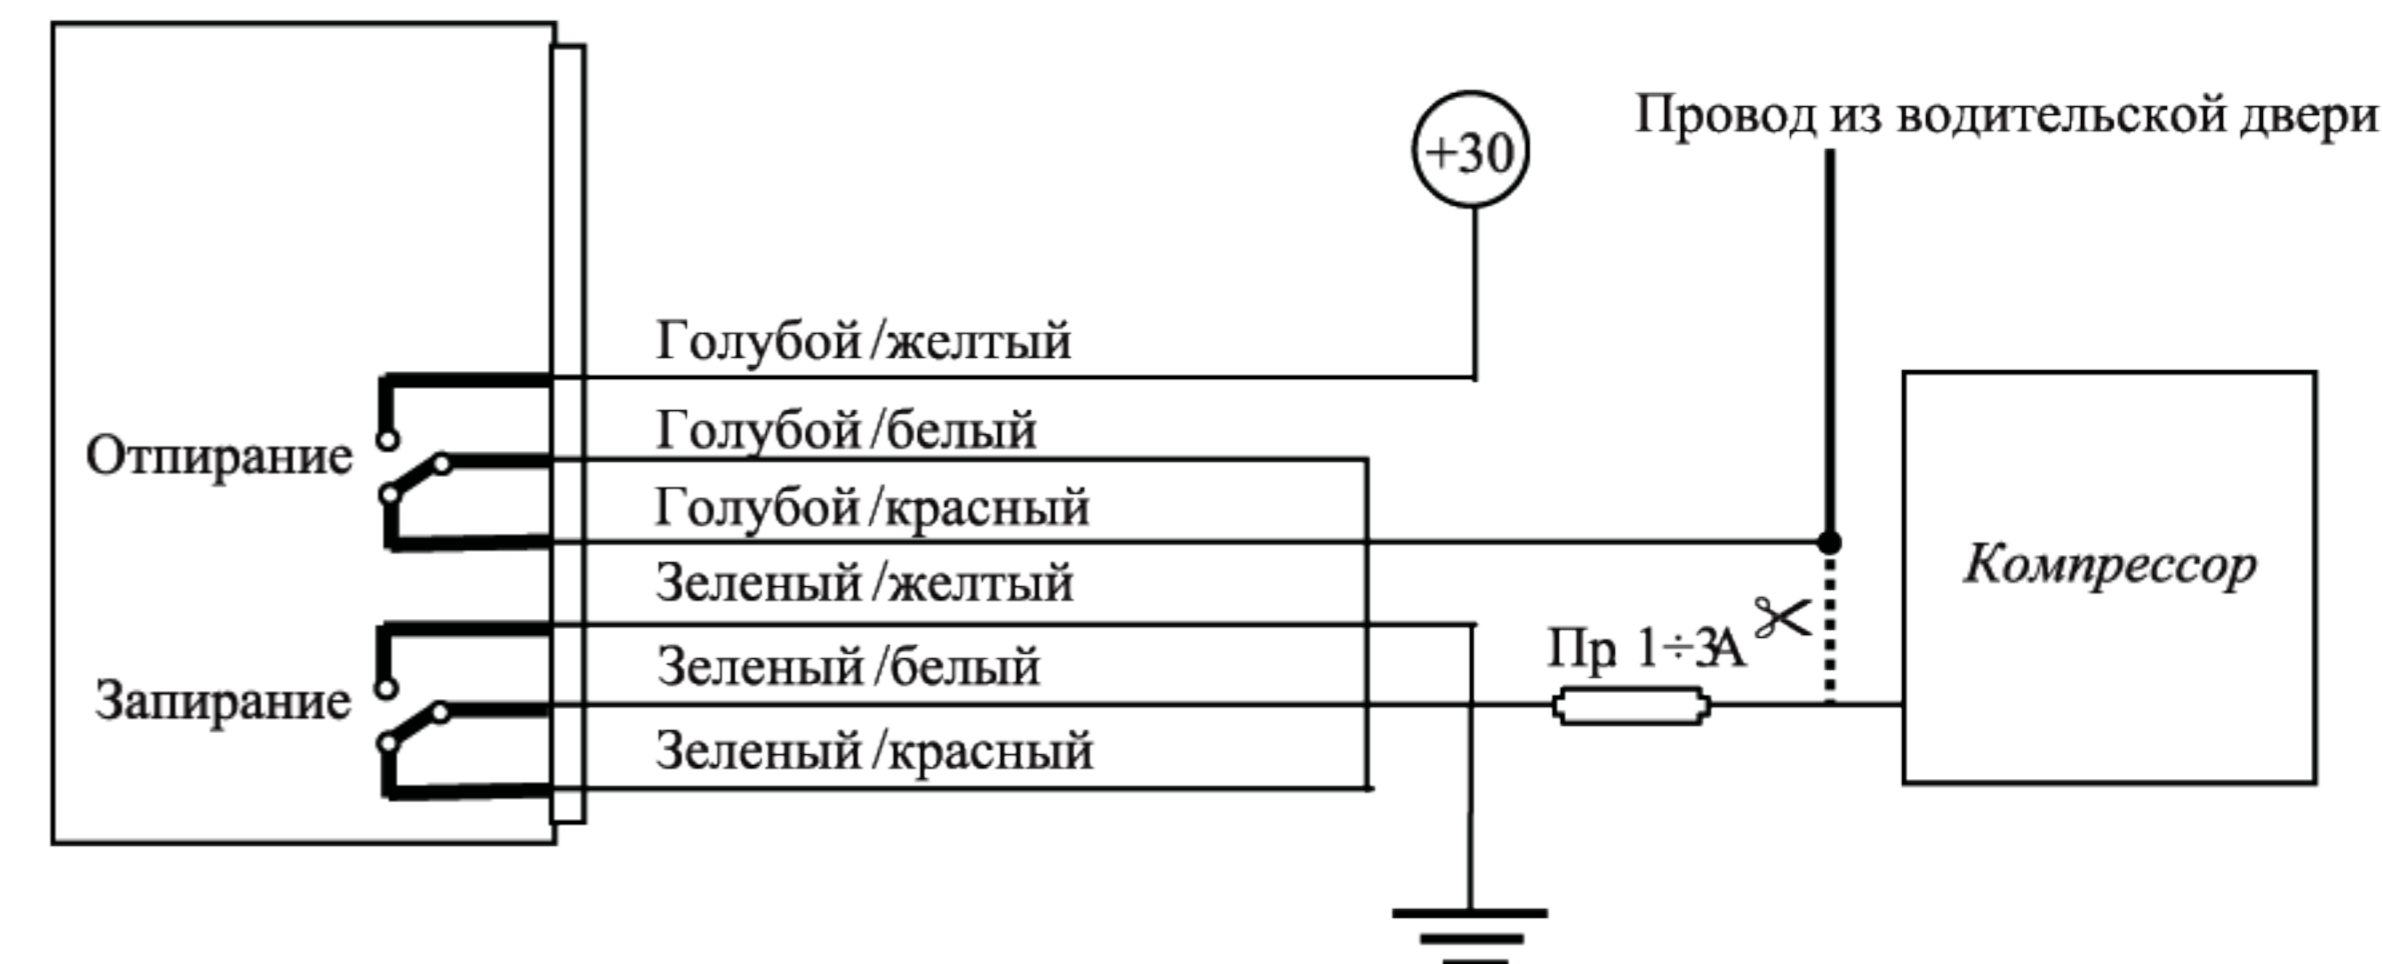 +30
Провод из водительской двери
Голубой /желтый
Голубой /белый
Отпирание
Голубой /красный
Компрессор
Зеленый /желтый
Пр. 1÷3А
Зеленый /белый
Запирание
Зеленый /красный